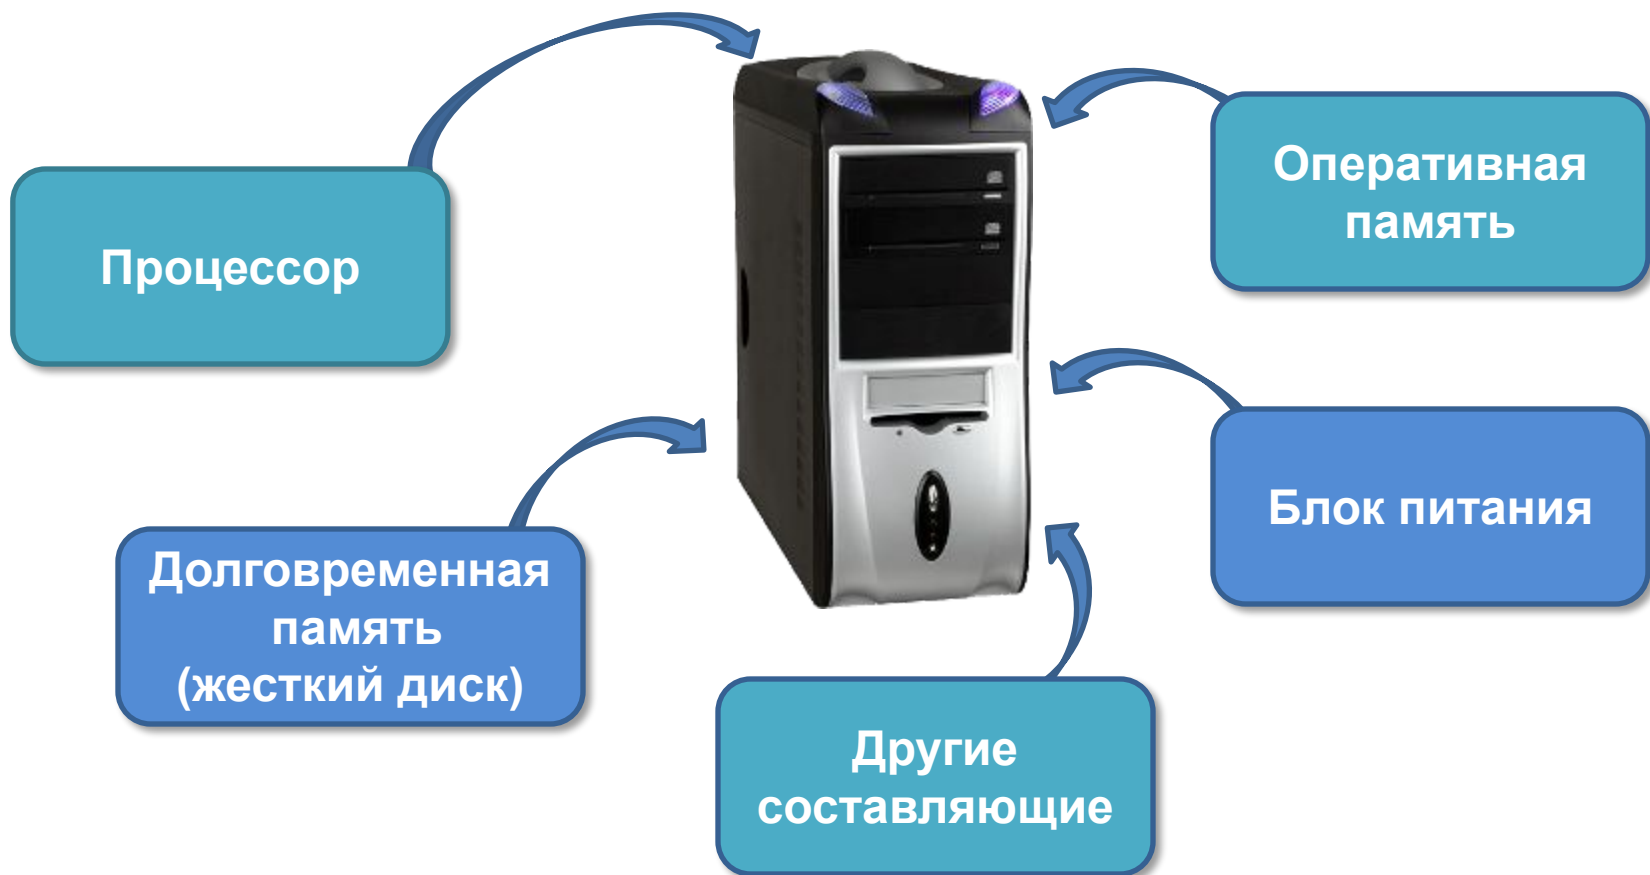 Процессор
Оперативная
память
Долговременная
память
(жесткий диск)
Блок питания
Другие
составляющие